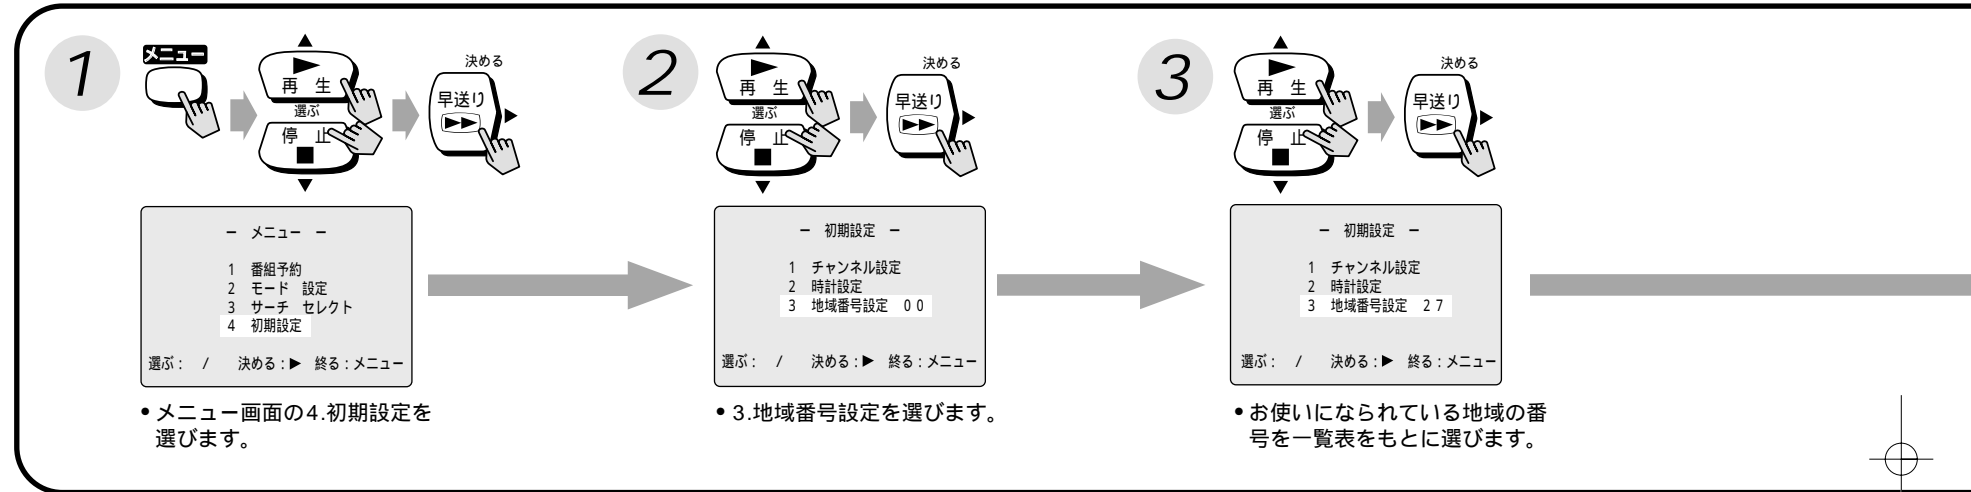 1
メニュー
再 生
選ぶ
停 止
決める
早送り
− メニュー −
1 番組予約
2 モード 設定
3 サーチ セレクト
4 初期設定
選ぶ： / 決める：▶ 終る：メニュー
•メニュー画面の4.初期設定を
選びます。
2
再 生
選ぶ
停 止
決める
早送り
− 初期設定 −
1 チャンネル設定
2 時計設定
3 地域番号設定 00
選ぶ： / 決める：▶ 終る：メニュー
•3.地域番号設定を選びます。
3
再 生
選ぶ
停 止
決める
早送り
− 初期設定 −
1 チャンネル設定
2 時計設定
3 地域番号設定 27
選ぶ： / 決める：▶ 終る：メニュー
•お使いになられている地域の番
号を一覧表をもとに選びます。